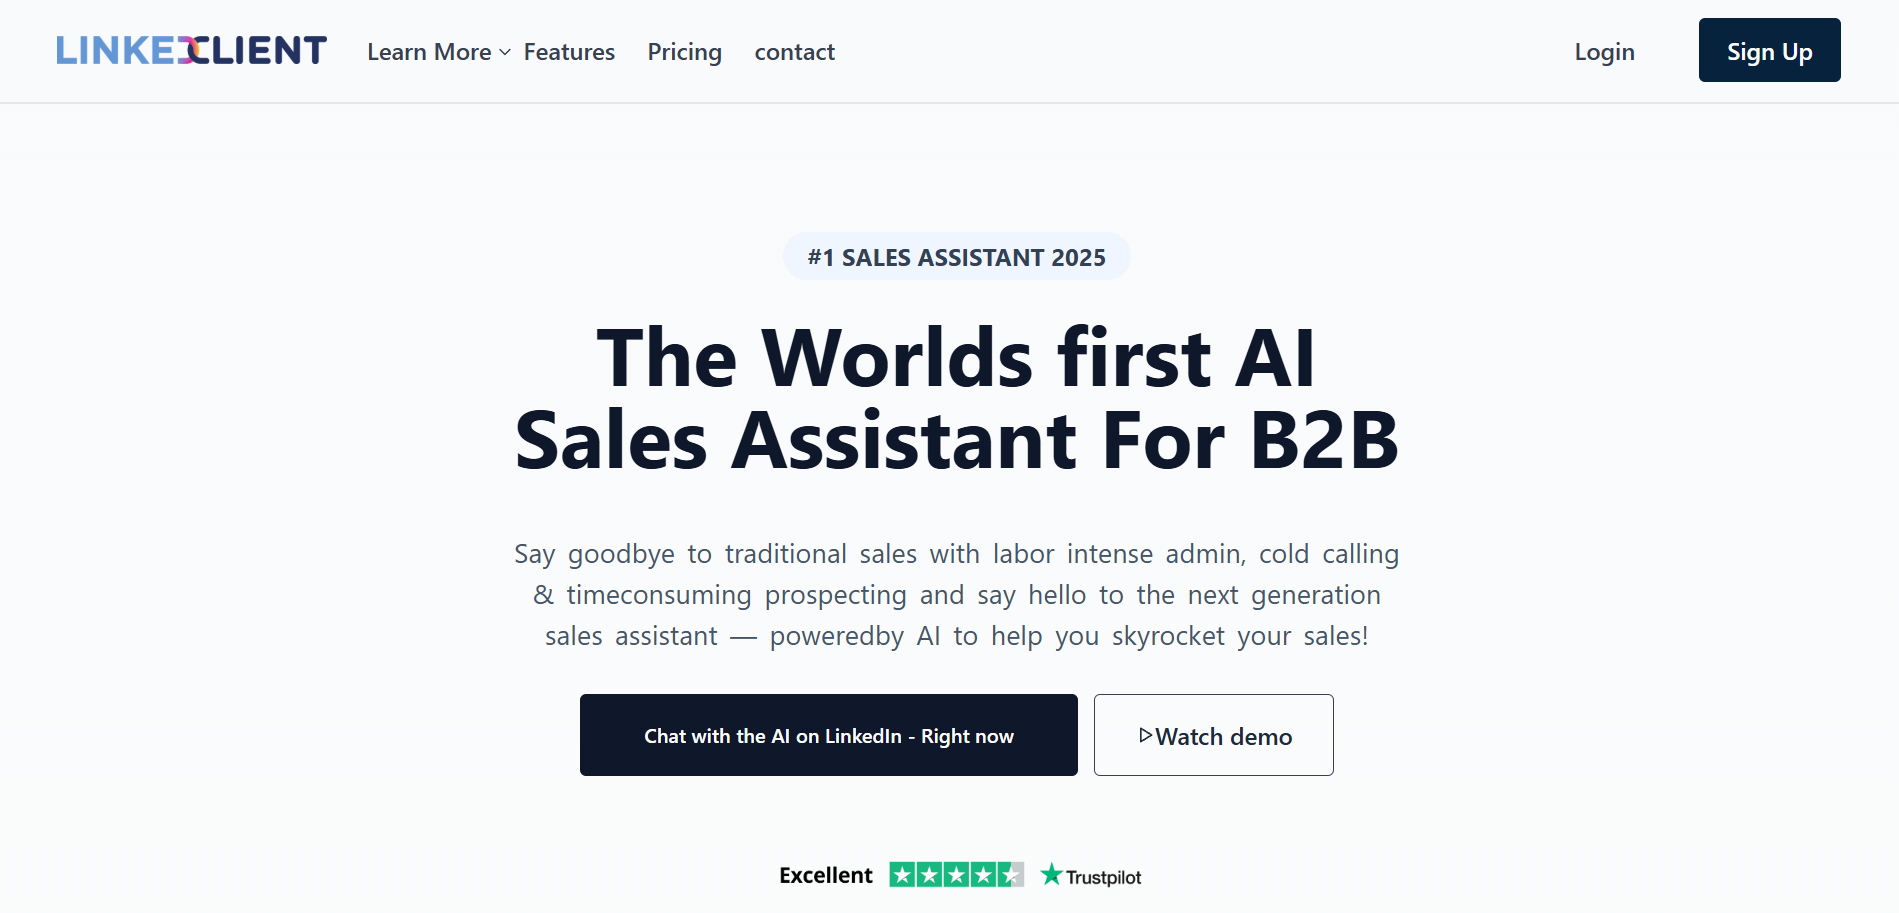 LINKEDCLIENT
Learn More Features Pricing contact
Login
Sign Up
#1 SALES ASSISTANT 2025
The Worlds first AI
Sales Assistant For B2B
Say goodbye to traditional sales with labor intense admin, cold calling
& timeconsuming prospecting and say hello to the next generation
sales assistant — poweredby AI to help you skyrocket your sales!
Chat with the AI on LinkedIn - Right now
Watch demo
Excellent
Trustpilot